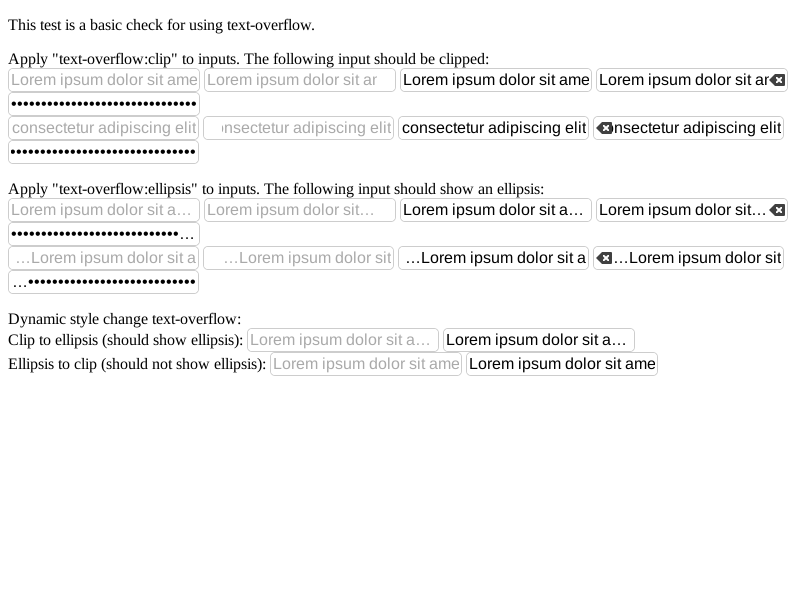 This test is a basic check for using text-overflow.
Apply "text-overflow:clip" to inputs. The following input should be clipped:
Lorem ipsum dolor sit ame Lorem ipsum dolor sit ar Lorem ipsum dolor sit ame Lorem ipsum dolor sit ar
•••••••••••••••••••••••••••••••
consectetur adipiscing elit nsectetur adipiscing elit consectetur adipiscing elit nsectetur adipiscing elit
•••••••••••••••••••••••••••••••
Apply "text-overflow:ellipsis" to inputs. The following input should show an ellipsis:
Lorem ipsum dolor sit a… Lorem ipsum dolor sit… Lorem ipsum dolor sit a… Lorem ipsum dolor sit…
••••••••••••••••••••••••••••…
…Lorem ipsum dolor sit a …Lorem ipsum dolor sit …Lorem ipsum dolor sit a …Lorem ipsum dolor sit
…••••••••••••••••••••••••••••
Dynamic style change text-overflow:
Clip to ellipsis (should show ellipsis): Lorem ipsum dolor sit a… Lorem ipsum dolor sit a…
Ellipsis to clip (should not show ellipsis): Lorem ipsum dolor sit ame Lorem ipsum dolor sit ame